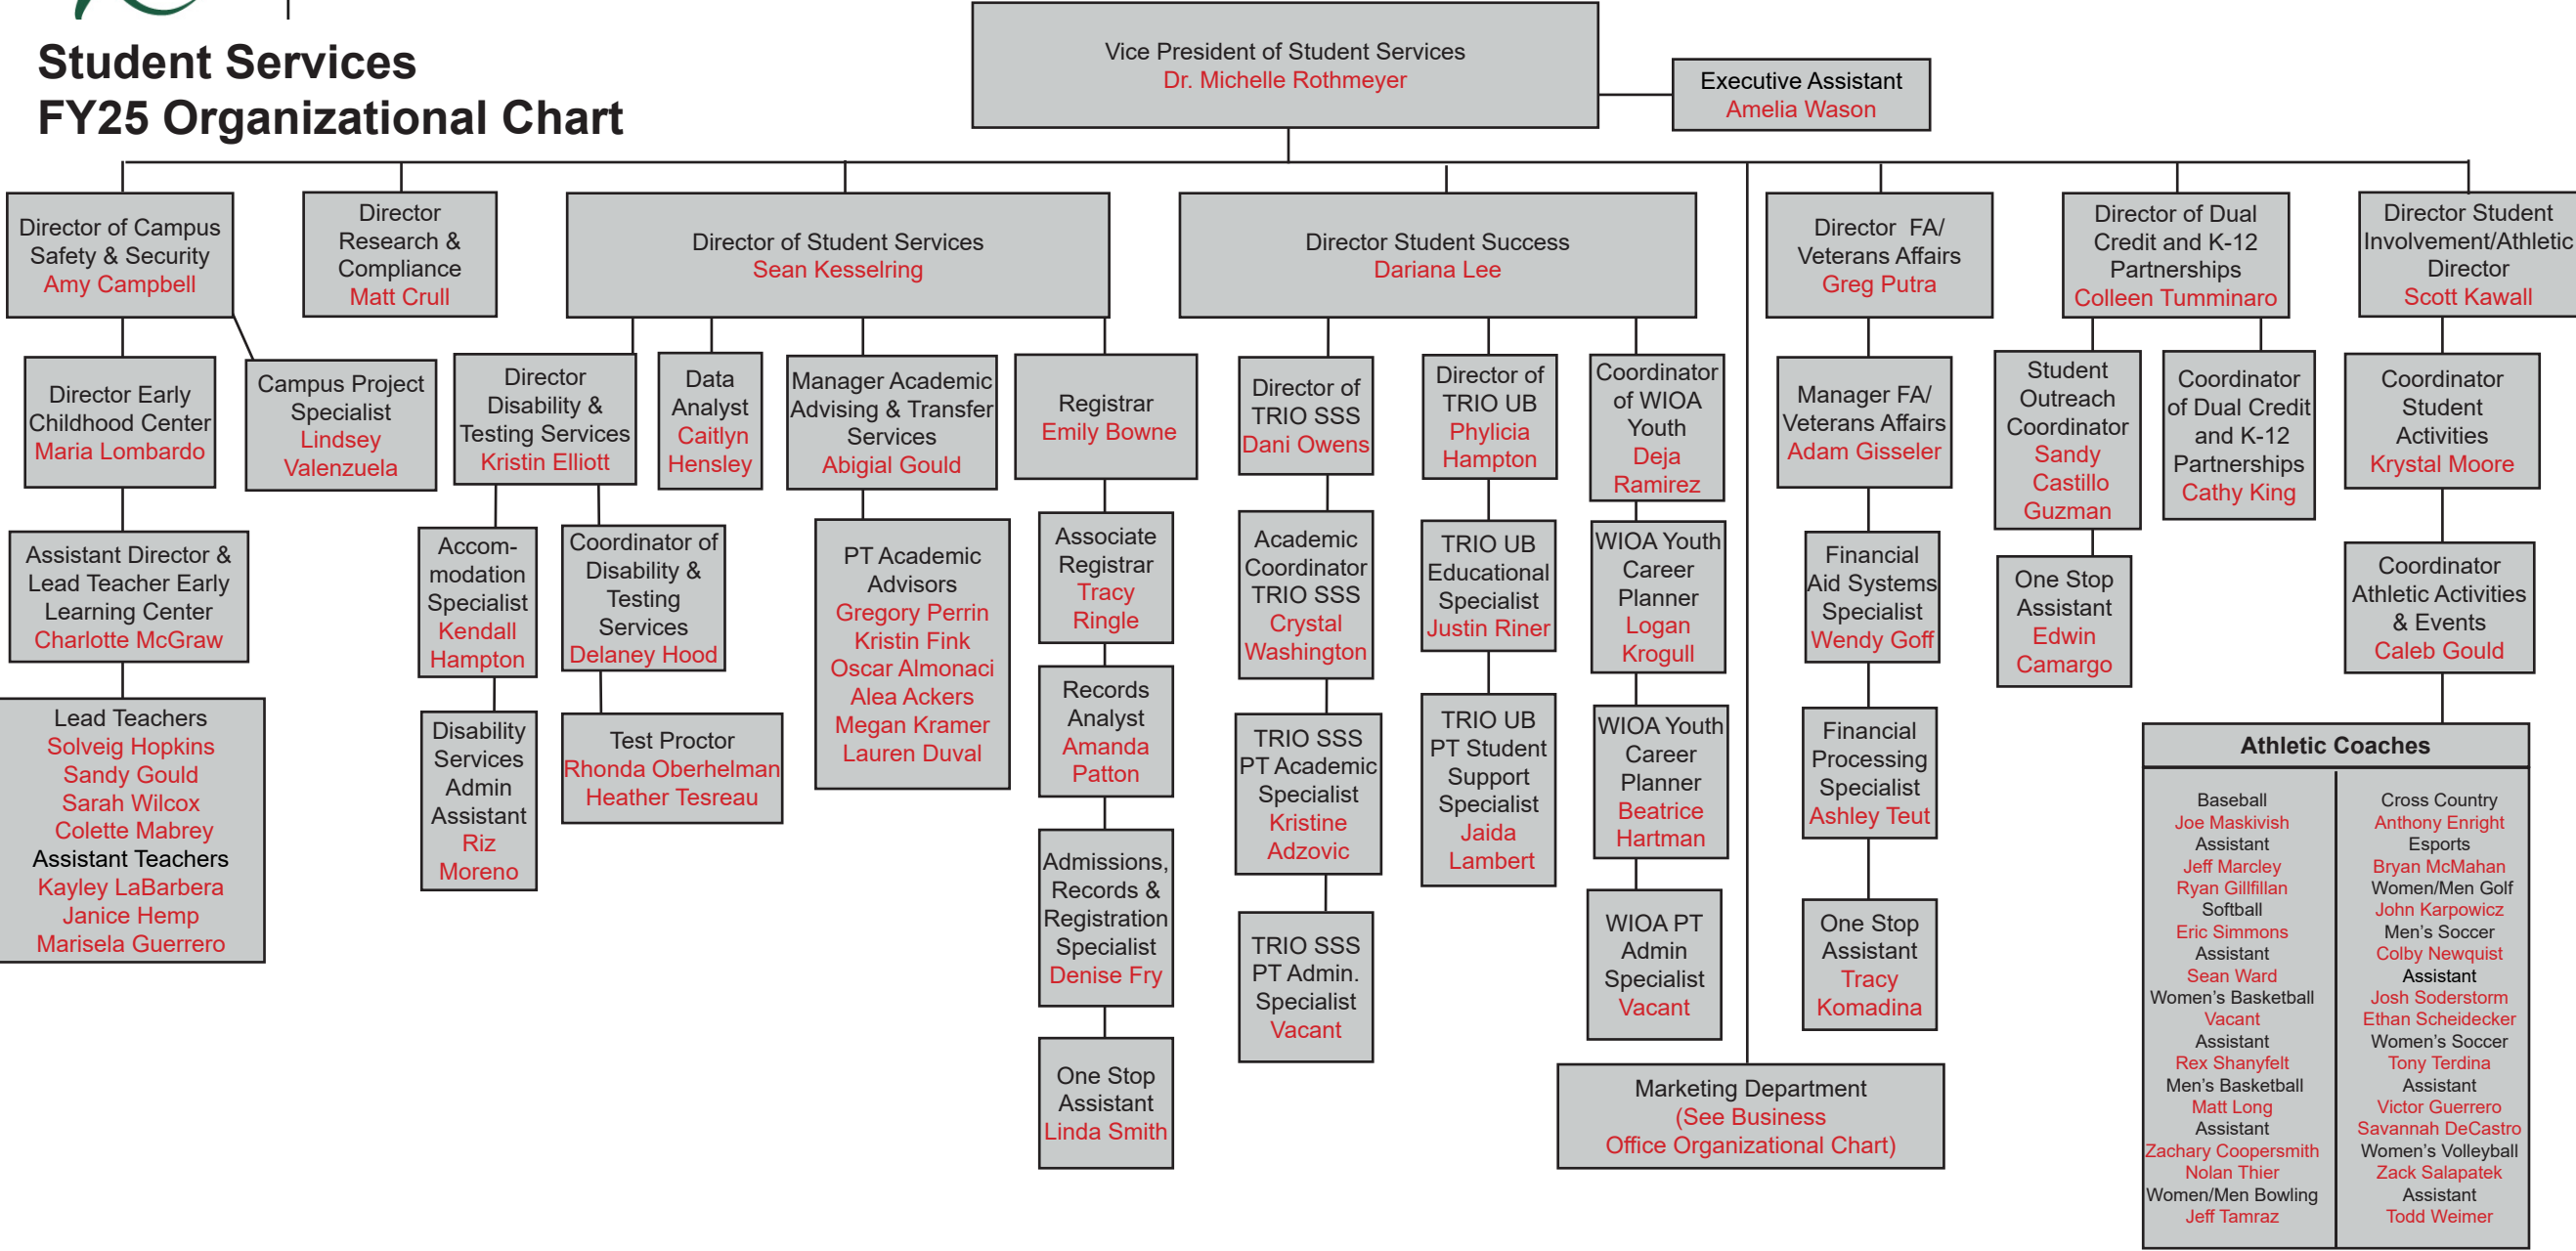 Student Services
FY25 Organizational Chart
Vice President of Student Services
Dr. Michelle Rothmeyer
Executive Assistant
Amelia Wason
Director of Campus
Safety & Security
Amy Campbell
Director
Research &
Compliance
Matt Crull
Director of Student Services
Sean Kesselring
Director Student Success
Dariana Lee
Director FA/
Veterans Affairs
Greg Putra
Director of Dual
Credit and K-12
Partnerships
Colleen Tumminaro
Director Student
Involvement/Athletic
Director
Scott Kawall
Director Early
Childhood Center
Maria Lombardo
Campus Project
Specialist
Lindsey
Valenzuela
Director
Disability &
Testing Services
Kristin Elliott
Data
Analyst
Caitlyn
Hensley
Manager Academic
Advising & Transfer
Services
Abigial Gould
Registrar
Emily Bowne
Director of
TRIO SSS
Dani Owens
Director of
TRIO UB
Phylicia
Hampton
Coordinator
of WIOA
Youth
Deja
Ramirez
Manager FA/
Veterans Affairs
Adam Gisseler
Student
Outreach
Coordinator
Sandy
Castillo
Guzman
Coordinator
of Dual Credit
and K-12
Partnerships
Cathy King
Coordinator
Student
Activities
Krystal Moore
Assistant Director &
Lead Teacher Early
Learning Center
Charlotte McGraw
Accom-
modation
Specialist
Kendall
Hampton
Coordinator of
Disability &
Testing
Services
Delaney Hood
PT Academic
Advisors
Gregory Perrin
Kristin Fink
Oscar Almonaci
Alea Ackers
Megan Kramer
Lauren Duval
Associate
Registrar
Tracy
Ringle
Academic
Coordinator
TRIO SSS
Crystal
Washington
TRIO UB
Educational
Specialist
Justin Riner
WIOA Youth
Career
Planner
Logan
Krogull
Financial
Aid Systems
Specialist
Wendy Goff
One Stop
Assistant
Edwin
Camargo
Coordinator
Athletic Activities
& Events
Caleb Gould
Lead Teachers
Solveig Hopkins
Sandy Gould
Sarah Wilcox
Colette Mabrey
Assistant Teachers
Kayley LaBarbera
Janice Hemp
Marisela Guerrero
Disability
Services
Admin
Assistant
Riz
Moreno
Test Proctor
Rhonda Oberhelman
Heather Tesreau
Records
Analyst
Amanda
Patton
TRIO SSS
PT Academic
Specialist
Kristine
Adzovic
TRIO UB
PT Student
Support
Specialist
Jaida
Lambert
WIOA Youth
Career
Planner
Beatrice
Hartman
Financial
Processing
Specialist
Ashley Teut
Admissions,
Records &
Registration
Specialist
Denise Fry
TRIO SSS
PT Admin.
Specialist
Vacant
WIOA PT
Admin
Specialist
Vacant
One Stop
Assistant
Tracy
Komadina
One Stop
Assistant
Linda Smith
Marketing Department
(See Business
Office Organizational Chart)
Athletic Coaches
Baseball
Joe Maskivish
Assistant
Jeff Marcley
Ryan Gillfillan
Softball
Eric Simmons
Assistant
Sean Ward
Women's Basketball
Vacant
Assistant
Rex Shanyfelt
Men's Basketball
Matt Long
Assistant
Zachary Coopersmith
Nolan Thier
Women/Men Bowling
Jeff Tamraz
Cross Country
Anthony Enright
Esports
Bryan McMahan
Women/Men Golf
John Karpowicz
Men's Soccer
Colby Newquist
Assistant
Josh Soderstorm
Ethan Scheidecker
Women's Soccer
Tony Terdina
Assistant
Victor Guerrero
Savannah DeCastro
Women's Volleyball
Zack Salapatek
Assistant
Todd Weimer